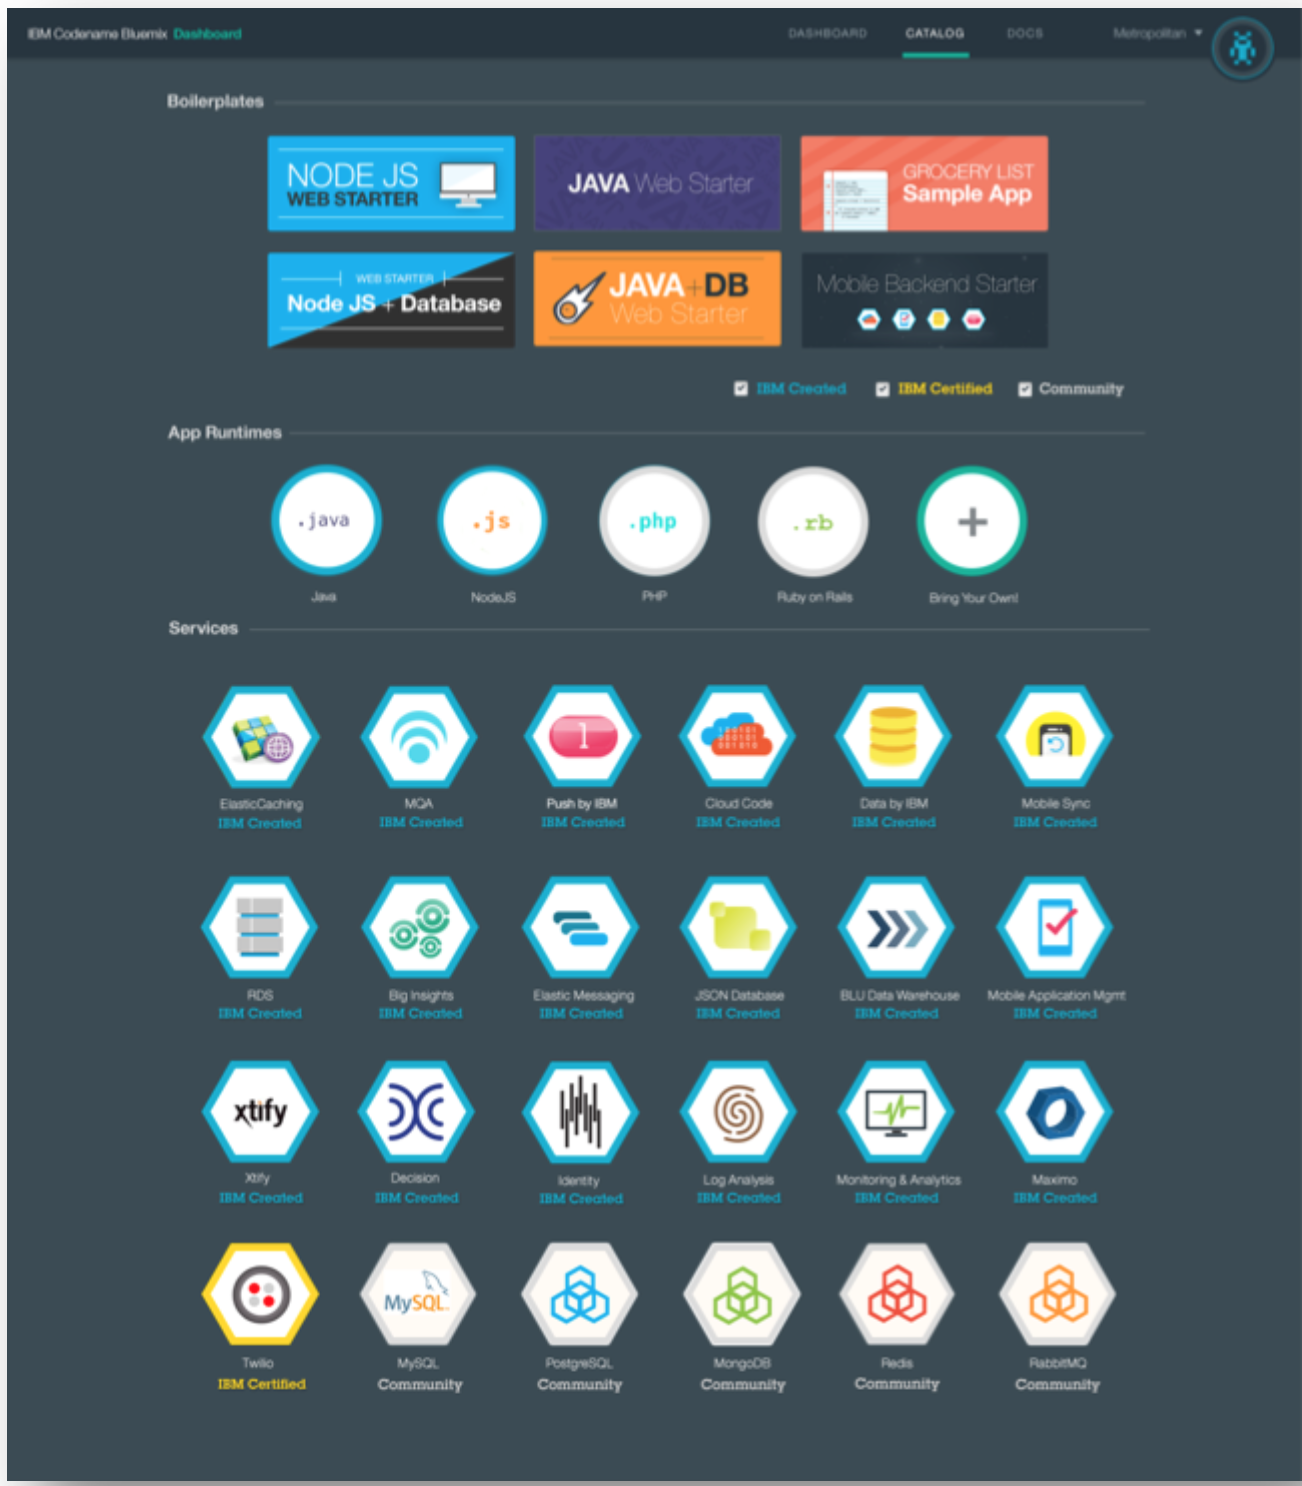 IBM Codename Bluemix Dashboard
DASHBOARD CATALOG DOCS Metropolitan
Boilerplates
NODE JS
WEB STARTER
JAVA Web Starter
GROCERY LIST
Sample App
WEB STARTER
Node JS + Database
JAVA+DB
Web Starter
Mobile Backend Starter
IBM Created IBM Certified Community
App Runtimes
.java .js .php .rb +
Java NodeJS PHP Ruby on Rails Bring Your Own!
Services
1
100101
001010
ElasticCaching MQA Push by IBM Cloud Code Data by IBM Mobile Sync
IBM Created IBM Created IBM Created IBM Created IBM Created IBM Created
RDS Big Insights Elastic Messaging JSON Database BLU Data Warehouse Mobile Application Mgmt
IBM Created IBM Created IBM Created IBM Created IBM Created IBM Created
xtify
Xtify Decision Identity Log Analysis Monitoring & Analytics Maximo
IBM Created IBM Created IBM Created IBM Created IBM Created IBM Created
MySQL
Twilio MySQL PostgreSQL MongoDB Redis RabbitMQ
IBM Certified Community Community Community Community Community